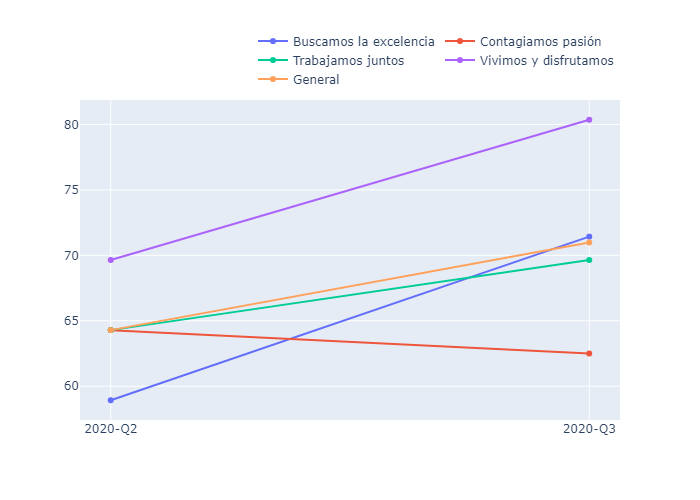 Buscamos la excelencia Contagiamos pasión
Trabajamos juntos Vivimos y disfrutamos
General
80
75
70
65
60
2020-Q2 2020-Q3